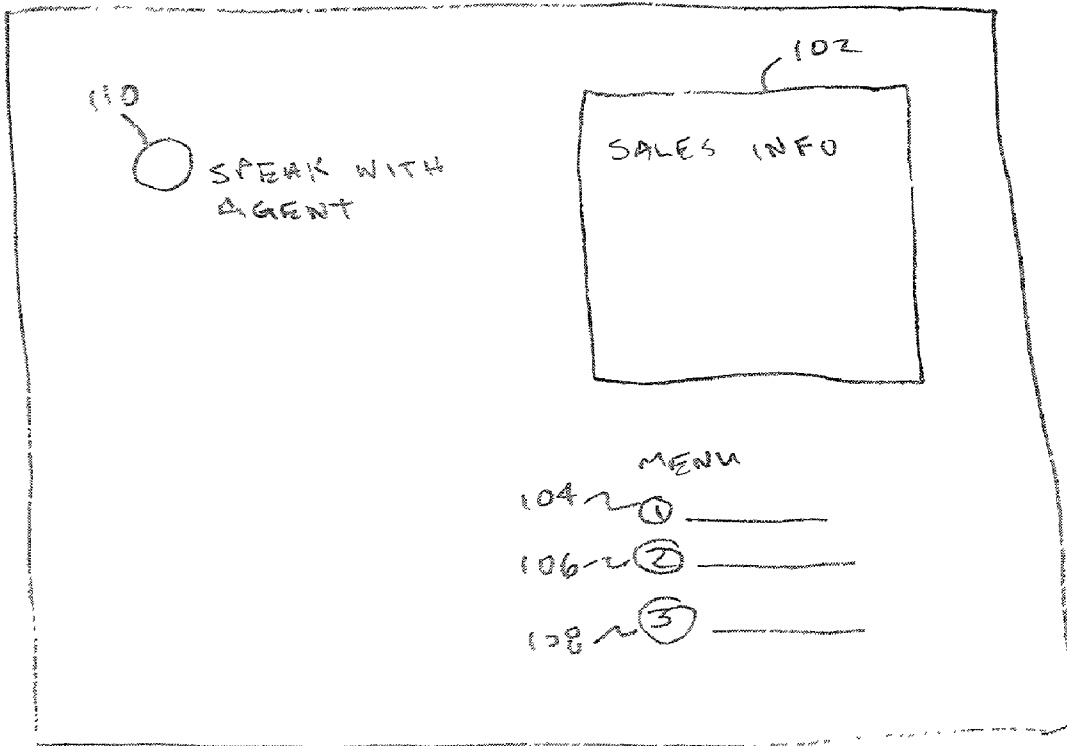 102
110
SALES INFO
SPEAK WITH
AGENT
MENU
104 1
106 2
108 3